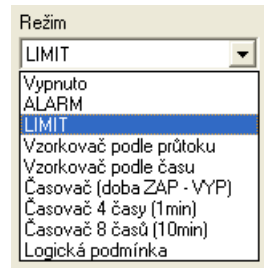 Režim
LIMIT
Vypnuto
ALARM
LIMIT
Vzorkovač podle průtoku
Vzorkovač podle času
Časovač (doba ZAP - VYP)
Časovač 4 časy (1min)
Časovač 8 časů (10min)
Logická podmínka